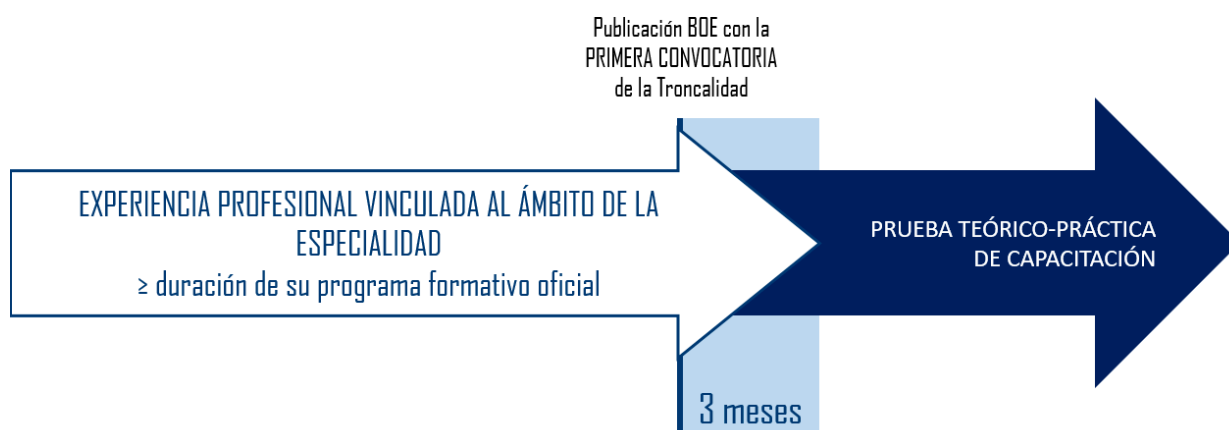 Publicación BOE con la
PRIMERA CONVOCATORIA
de la Troncalidad
EXPERIENCIA PROFESIONAL VINCULADA AL ÁMBITO DE LA
ESPECIALIDAD
≥ duración de su programa formativo oficial
PRUEBA TEÓRICO-PRÁCTICA
DE CAPACITACIÓN
3 meses